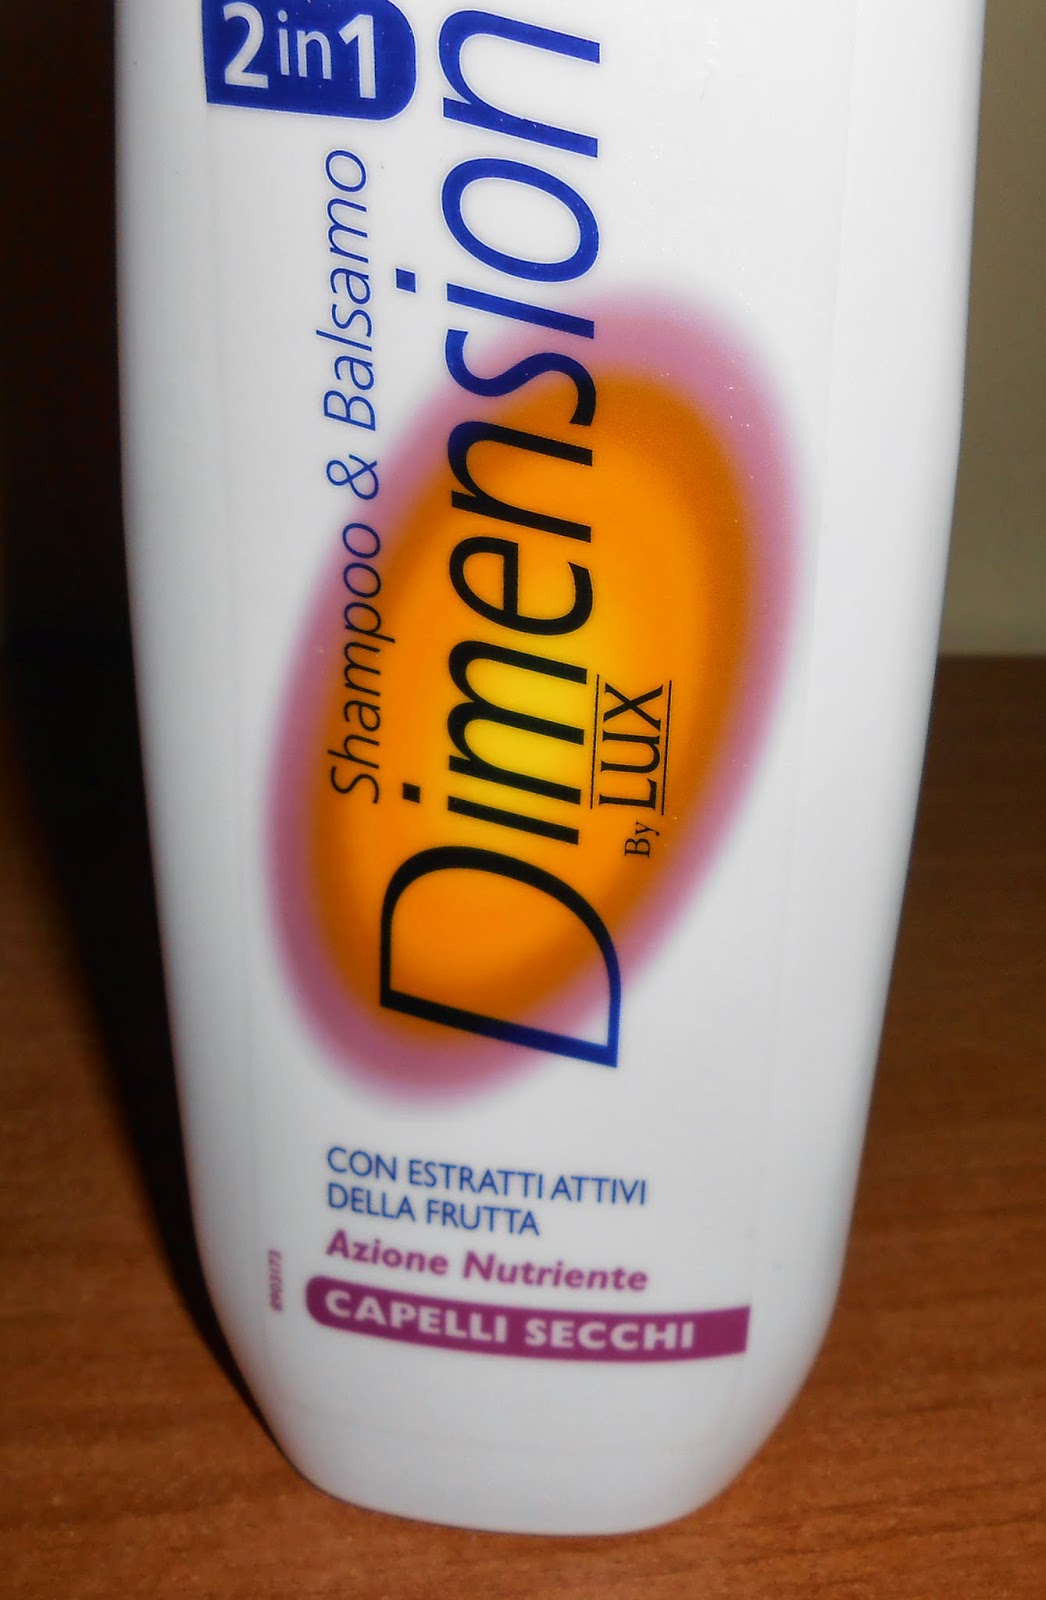 2in1
Shampoo & Balsamo
Dimension
By LUX
CON ESTRATTI ATTIVI
DELLA FRUTTA
Azione Nutriente
CAPELLI SECCHI